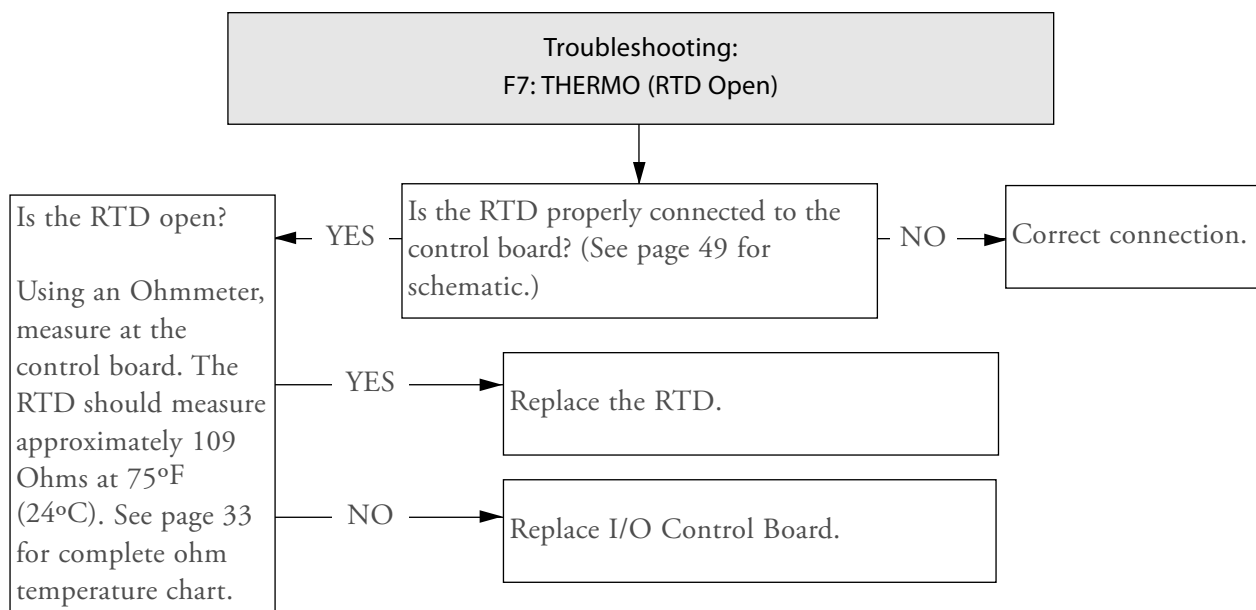 Troubleshooting:
F7: THERMO (RTD Open)
Is the RTD properly connected to the
control board? (See page 49 for
schematic.)
NO
Correct connection.
YES
Is the RTD open?
Using an Ohmmeter,
measure at the
control board. The
RTD should measure
approximately 109
Ohms at 75ºF
(24ºC). See page 33
for complete ohm
temperature chart.
YES
Replace the RTD.
NO
Replace I/O Control Board.